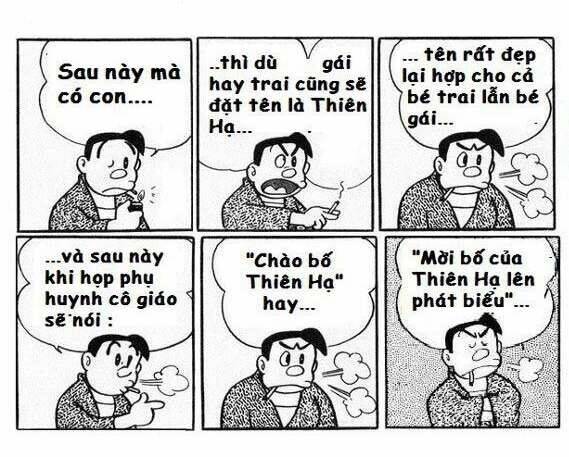 Sau này mà
có con....
..thì dù gái
hay trai cũng sẽ
đặt tên là Thiên
Hạ...
... tên rất đẹp
lại hợp cho cả
bé trai lẫn bé
gái...
...và sau này
khi họp phụ
huynh cô giáo
sẽ nói :
"Chào bố
Thiên Hạ"
hay...
"Mời bố của
Thiên Hạ lên
phát biểu"...